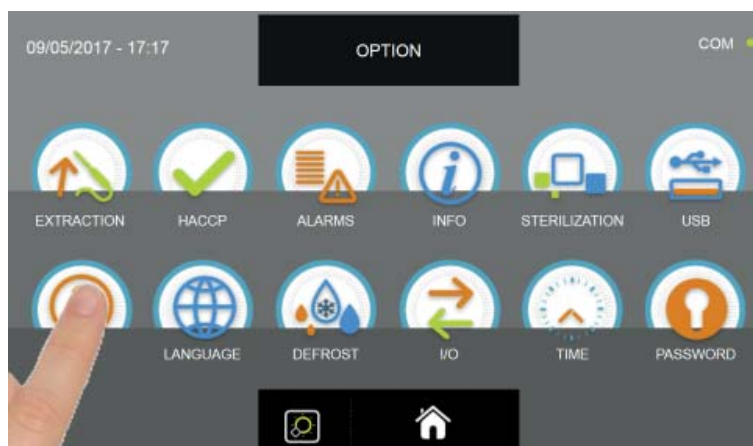 09/05/2017 - 17:17
OPTION
COM
EXTRACTION
HACCP
ALARMS
INFO
STERILIZATION
USB
LANGUAGE
DEFROST
I/O
TIME
PASSWORD